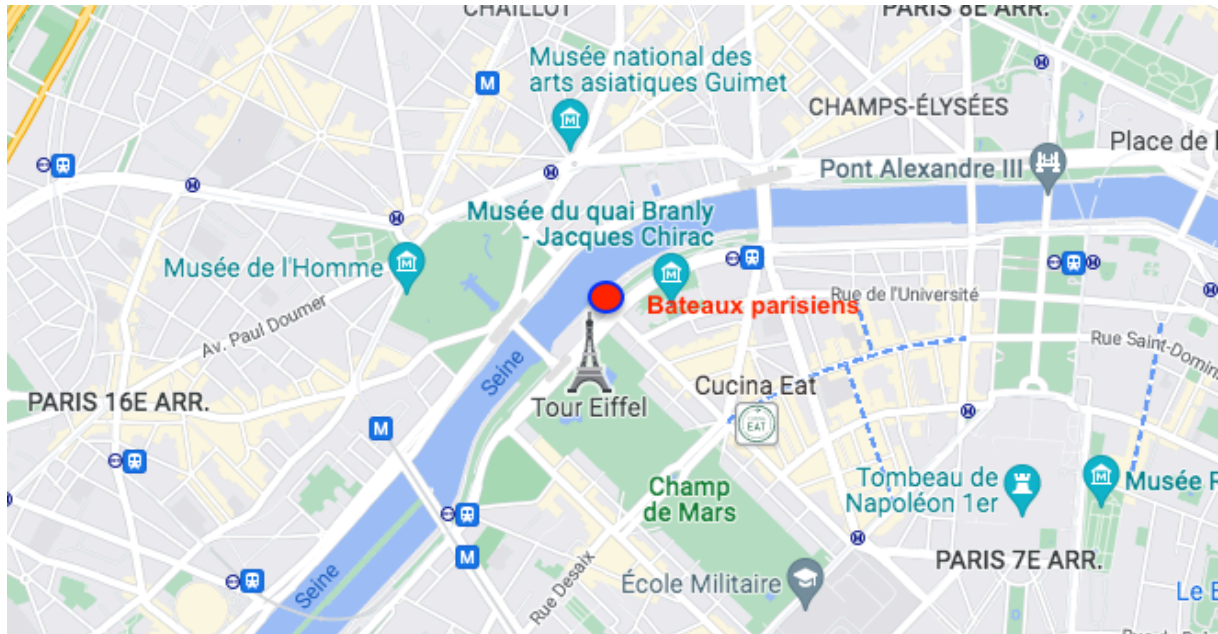 CHAILLOT
PARIS 8E ARR.
Musée national des
arts asiatiques Guimet
M
CHAMPS-ÉLYSÉES
Place de
Pont Alexandre III
Musée du quai Branly
- Jacques Chirac
Musée de l'Homme
Bateaux parisiens
Rue de l'Université
Av. Paul Doumer
Rue Saint-Domin
Seine
Cucina Eat
PARIS 16E ARR.
Tour Eiffel
EAT
M
Champ
de Mars
Tombeau de
Napoléon 1er
Musée R
M
PARIS 7E ARR.
Rue Desaix
École Militaire
Seine
Le